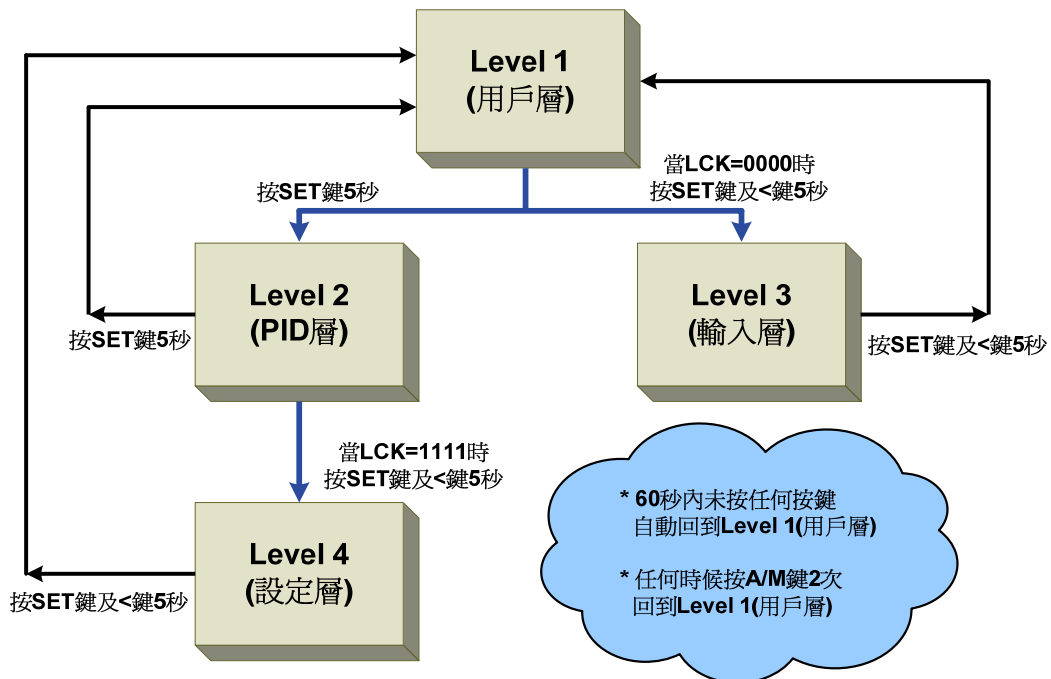 Level 1
(用戶層)
當LCK=0000時
按SET鍵5秒
按SET鍵及<鍵5秒
Level 2
(PID層)
Level 3
(輸入層)
按SET鍵5秒
按SET鍵及<鍵5秒
當LCK=1111時
按SET鍵及<鍵5秒
Level 4
(設定層)
按SET鍵及<鍵5秒
* 60秒內未按任何按鍵
自動回到Level 1(用戶層)
* 任何時候按A/M鍵2次
回到Level 1(用戶層)